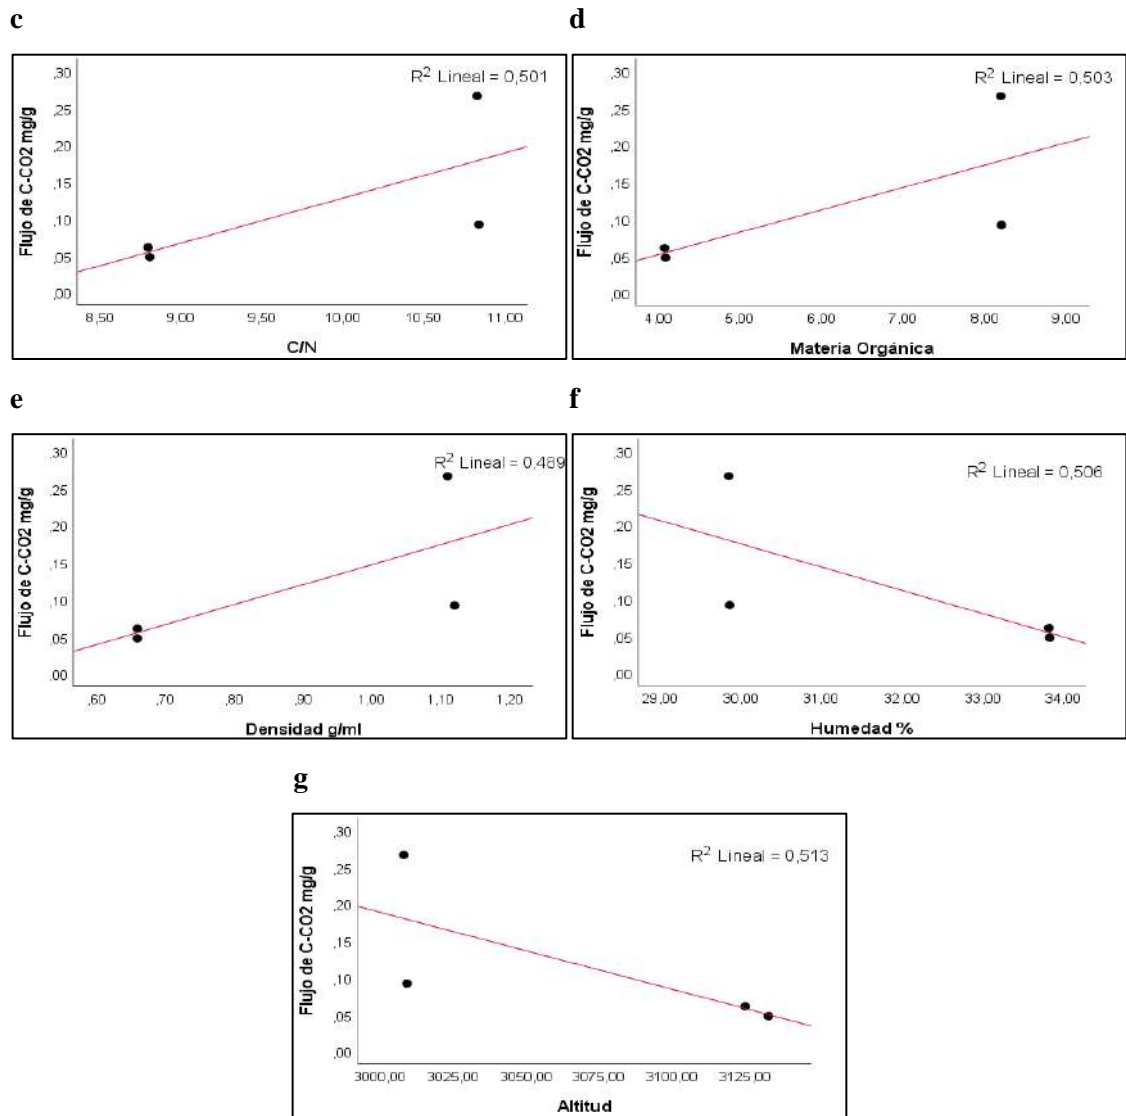 c
d
R² Lineal = 0,501
Flujo de C-CO2 mg/g
,30
,25
,20
,15
,10
,05
,00
8,50 9,00 9,50 10,00 10,50 11,00
C/N
R² Lineal = 0,503
Flujo de C-CO2 mg/g
,30
,25
,20
,15
,10
,05
,00
4,00 5,00 6,00 7,00 8,00 9,00
Materia Orgánica
e
f
R² Lineal = 0,489
Flujo de C-CO2 mg/g
,30
,25
,20
,15
,10
,05
,00
,60 ,70 ,80 ,90 1,00 1,10 1,20
Densidad g/ml
R² Lineal = 0,506
Flujo de C-CO2 mg/g
,30
,25
,20
,15
,10
,05
,00
29,00 30,00 31,00 32,00 33,00 34,00
Humedad %
g
R² Lineal = 0,513
Flujo de C-CO2 mg/g
,30
,25
,20
,15
,10
,05
,00
3000,00 3025,00 3050,00 3075,00 3100,00 3125,00
Altitud